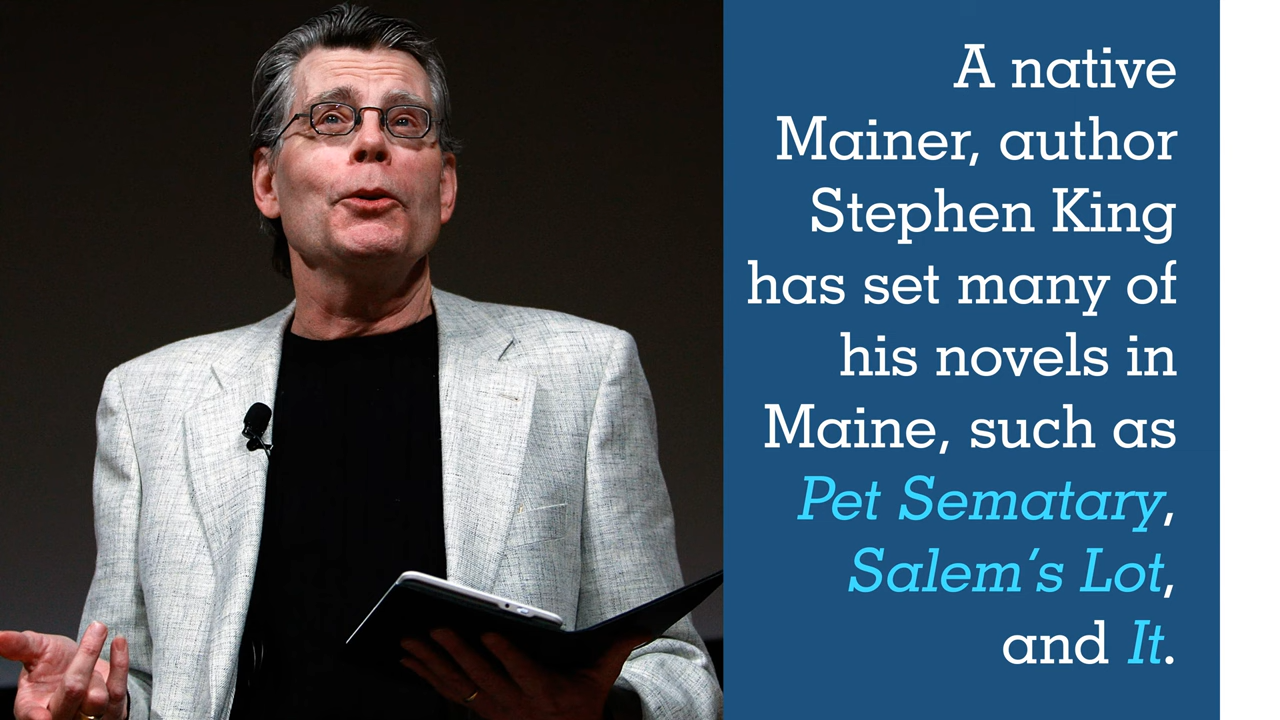 A native
Mainer, author
Stephen King
has set many of
his novels in
Maine, such as
Pet Sematary,
Salem’s Lot,
and It.